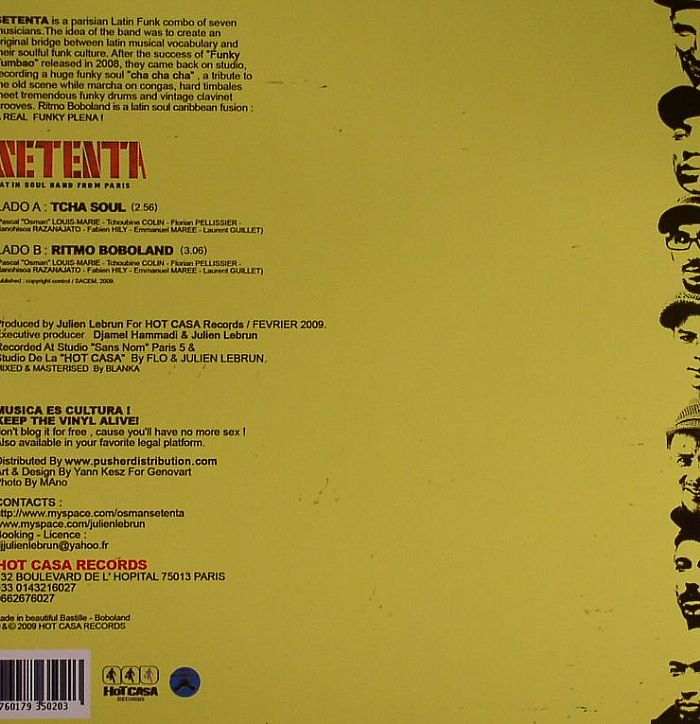 SETENTA is a parisian Latin Funk combo of seven
musicians.The idea of the band was to create an
original bridge between latin musical vocabulary and
their soulful funk culture. After the success of "Funky
Tumbao" released in 2008, they came back on studio,
recording a huge funky soul "cha cha cha" , a tribute to
the old scene while marcha on congas, hard timbales
meet tremendous funky drums and vintage clavinet
grooves. Ritmo Boboland is a latin soul caribbean fusion :
A REAL FUNKY PLENA !
SETENTA
LATIN SOUL BAND FROM PARIS
LADO A : TCHA SOUL (2.56)
Pascal "Osman" LOUIS-MARIE - Tchoubine COLIN - Florian PELLISSIER -
Manohisoa RAZANAJATO - Fabien HILY - Emmanuel MAREE - Laurent GUILLET)
LADO B : RITMO BOBOLAND (3.06)
Pascal "Osman" LOUIS-MARIE - Tchoubine COLIN - Florian PELLISSIER -
Manohisoa RAZANAJATO - Fabien HILY - Emmanuel MAREE - Laurent GUILLET)
Published : copyright control / SACEM, 2009.
Produced by Julien Lebrun For HOT CASA Records / FEVRIER 2009.
Executive producer Djamel Hammadi & Julien Lebrun
Recorded At Studio "Sans Nom" Paris 5 &
Studio De La "HOT CASA" By FLO & JULIEN LEBRUN.
MIXED & MASTERISED By BLANKA
MUSICA ES CULTURA !
KEEP THE VINYL ALIVE!
don't blog it for free , cause you'll have no more sex !
Also available in your favorite legal platform.
Distributed By www.pusherdistribution.com
Art & Design By Yann Kesz For Genovart
Photo By MAno
CONTACTS :
http://www.myspace.com/osmansetenta
www.myspace.com/julienlebrun
Booking - Licence :
djjulienlebrun@yahoo.fr
HOT CASA RECORDS
32 BOULEVARD DE L' HOPITAL 75013 PARIS
33 0143216027
0662676027
Made in beautiful Bastille - Boboland
& © 2009 HOT CASA RECORDS
760179 350203
HOT CASA
RECORDS